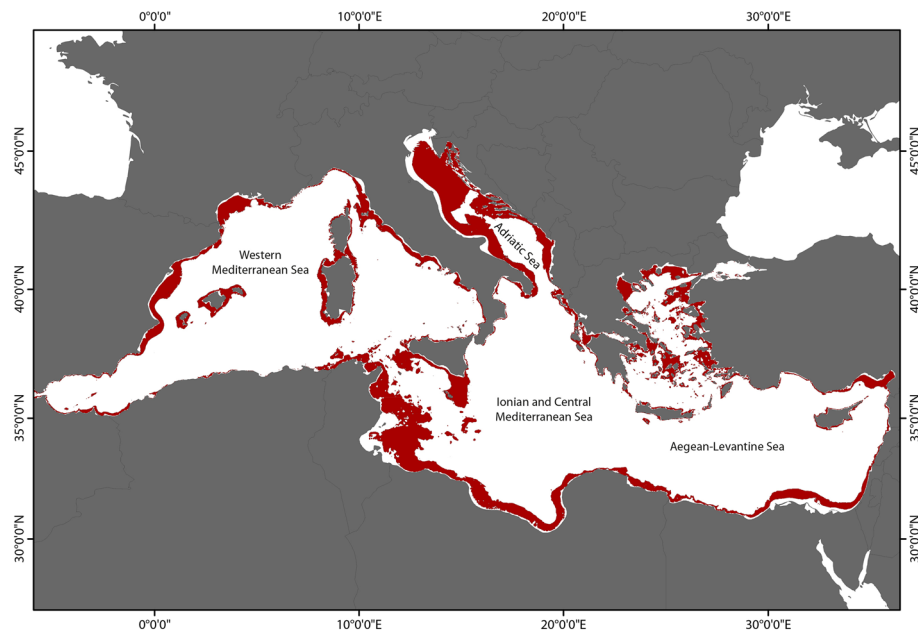 0°0'0"
10°0'0"E
20°0'0"E
30°0'0"E
45°0'0"N
45°0'0"N
Adriatic Sea
Western
Mediterranean Sea
40°0'0"N
40°0'0"N
Ionian and Central
Mediterranean Sea
35°0'0"N
35°0'0"N
Aegean-Levantine Sea
30°0'0"N
30°0'0"N
0°0'0"
10°0'0"E
20°0'0"E
30°0'0"E